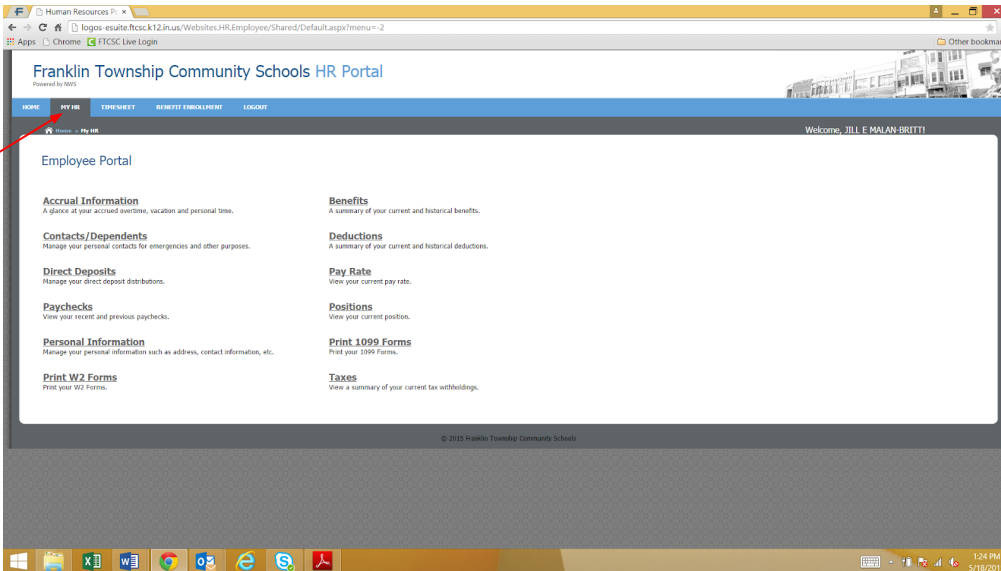 Human Resources Po
logos-esuite.ftcsc.k12.in.us/Websites.HR.Employee/Shared/Default.aspx?menu=-2
Apps Chrome FTCSC Live Login Other bookmar
Franklin Township Community Schools HR Portal
Powered by NWS
HOME MY HR TIMESHEET BENEFIT ENROLLMENT LOGOUT
Home » My HR Welcome, JILL E MALAN-BRITT!
Employee Portal
Accrual Information
A glance at your accrued overtime, vacation and personal time.
Contacts/Dependents
Manage your personal contacts for emergencies and other purposes.
Direct Deposits
Manage your direct deposit distributions.
Paychecks
View your recent and previous paychecks.
Personal Information
Manage your personal information such as address, contact information, etc.
Print W2 Forms
Print your W2 Forms.
Benefits
A summary of your current and historical benefits.
Deductions
A summary of your current and historical deductions.
Pay Rate
View your current pay rate.
Positions
View your current position.
Print 1099 Forms
Print your 1099 Forms.
Taxes
View a summary of your current tax withholdings.
© 2015 Franklin Township Community Schools
1:24 PM
5/18/201